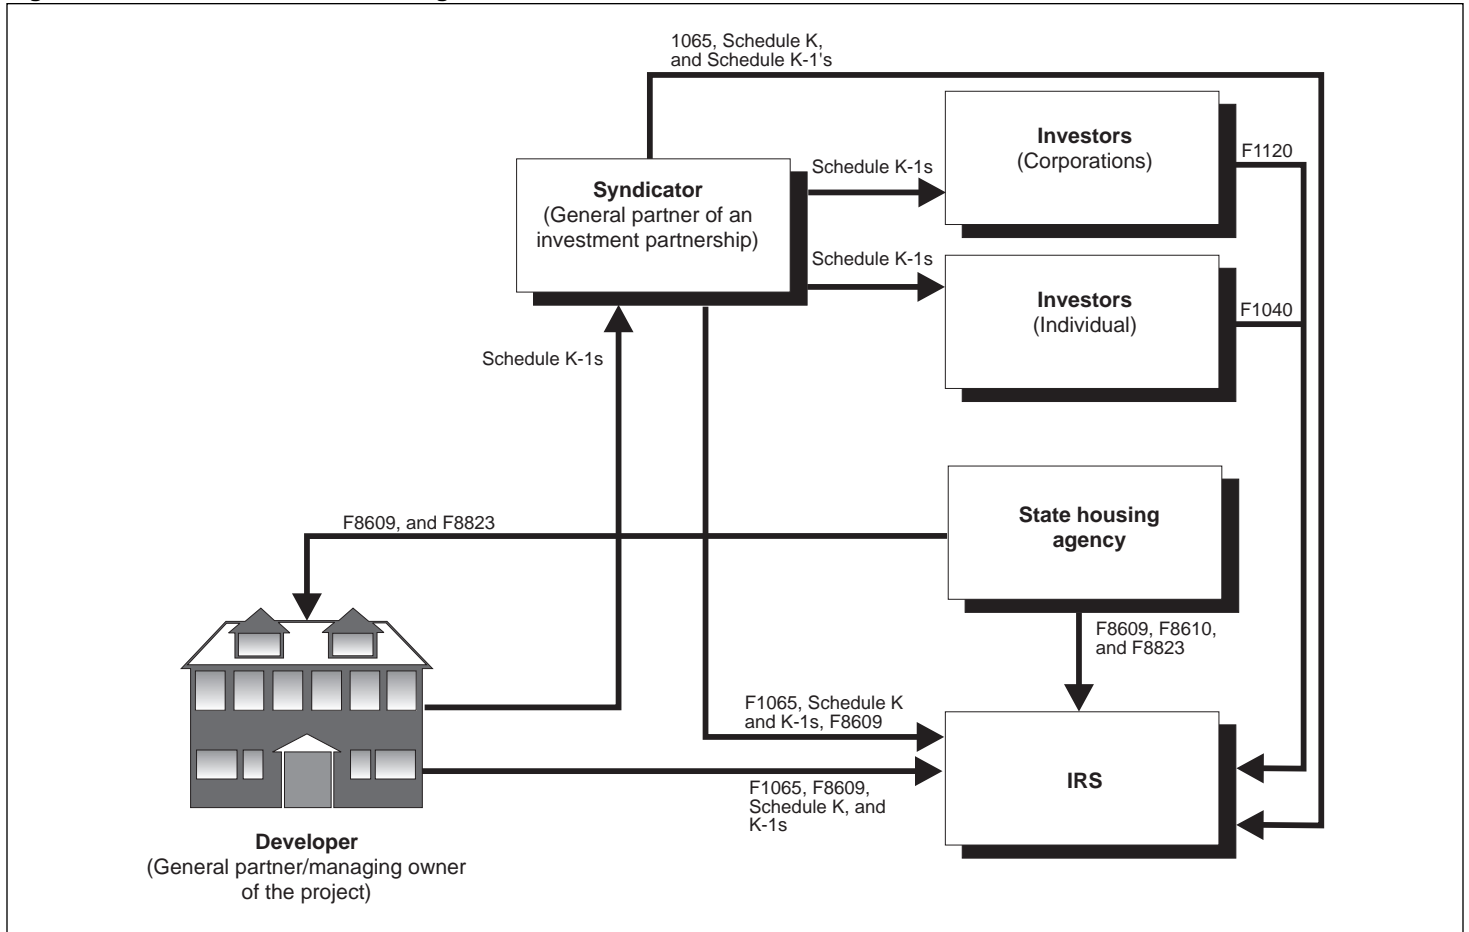 1065, Schedule K,
and Schedule K-1's
Investors
(Corporations)
F1120
Schedule K-1s
Syndicator
(General partner of an
investment partnership)
Schedule K-1s
Investors
(Individual)
F1040
Schedule K-1s
State housing
agency
F8609, and F8823
F8609, F8610,
and F8823
F1065, Schedule K
and K-1s, F8609
IRS
F1065, F8609,
Schedule K, and
K-1s
Developer
(General partner/managing owner
of the project)